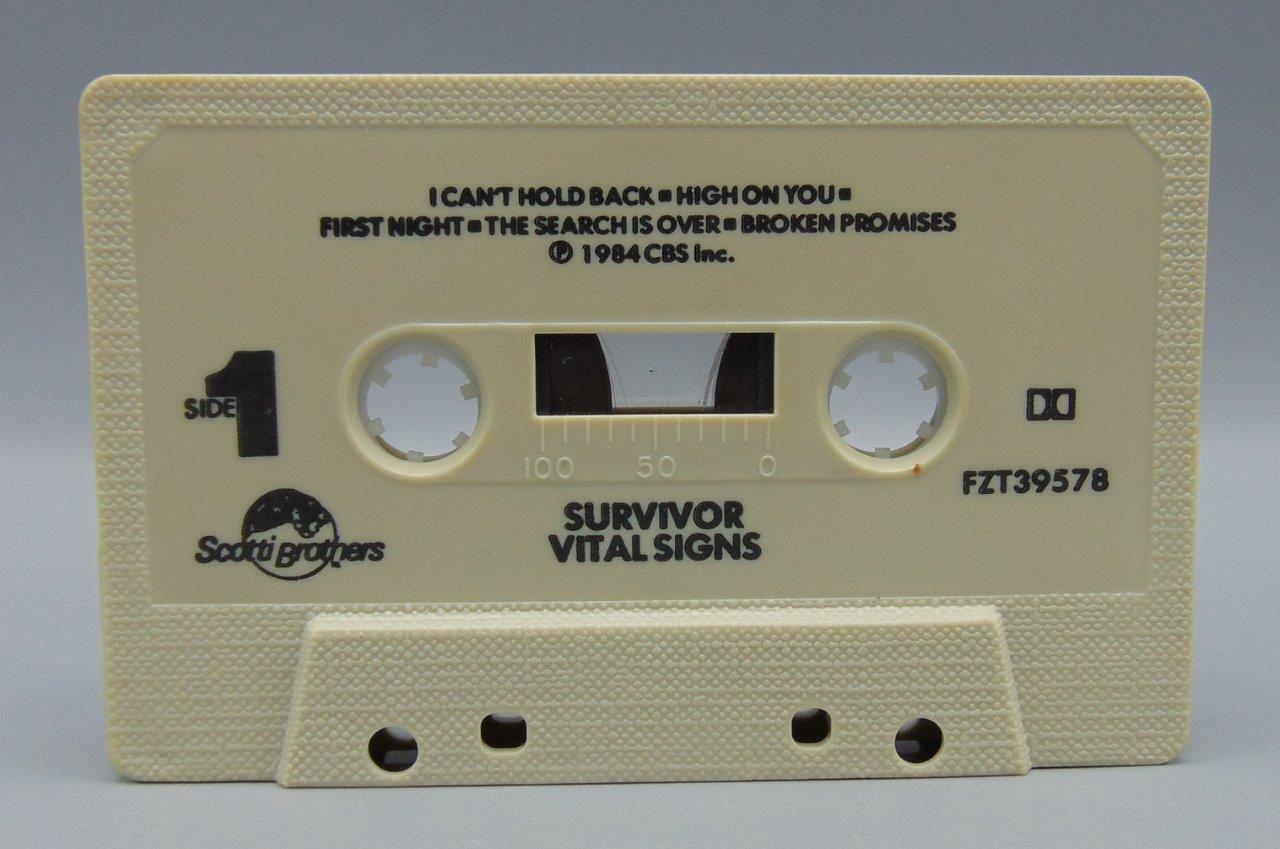 I CAN'T HOLD BACK ■ HIGH ON YOU ■
FIRST NIGHT ■ THE SEARCH IS OVER ■ BROKEN PROMISES
℗ 1984 CBS Inc.
SIDE 1
100 50 0
FZT39578
Scotti Brothers
SURVIVOR
VITAL SIGNS